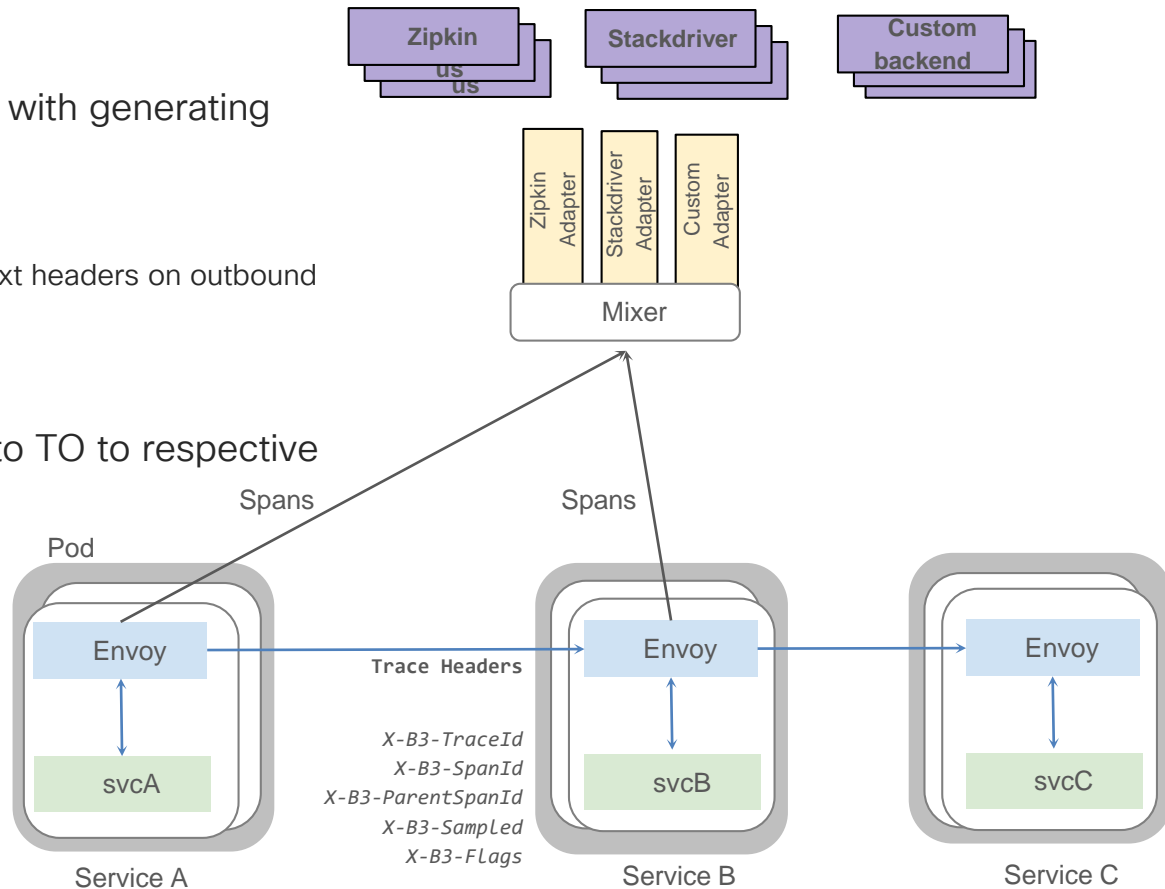 Zipkin
us
us
Stackdriver
Custom
backend
with generating
Zipkin
Adapter
Stackdriver
Adapter
Custom
Adapter
xt headers on outbound
Mixer
to TO to respective
Spans
Spans
Pod
Envoy
Envoy
Envoy
Trace Headers
X-B3-TraceId
X-B3-SpanId
X-B3-ParentSpanId
X-B3-Sampled
X-B3-Flags
svcA
svcB
svcC
Service A
Service B
Service C